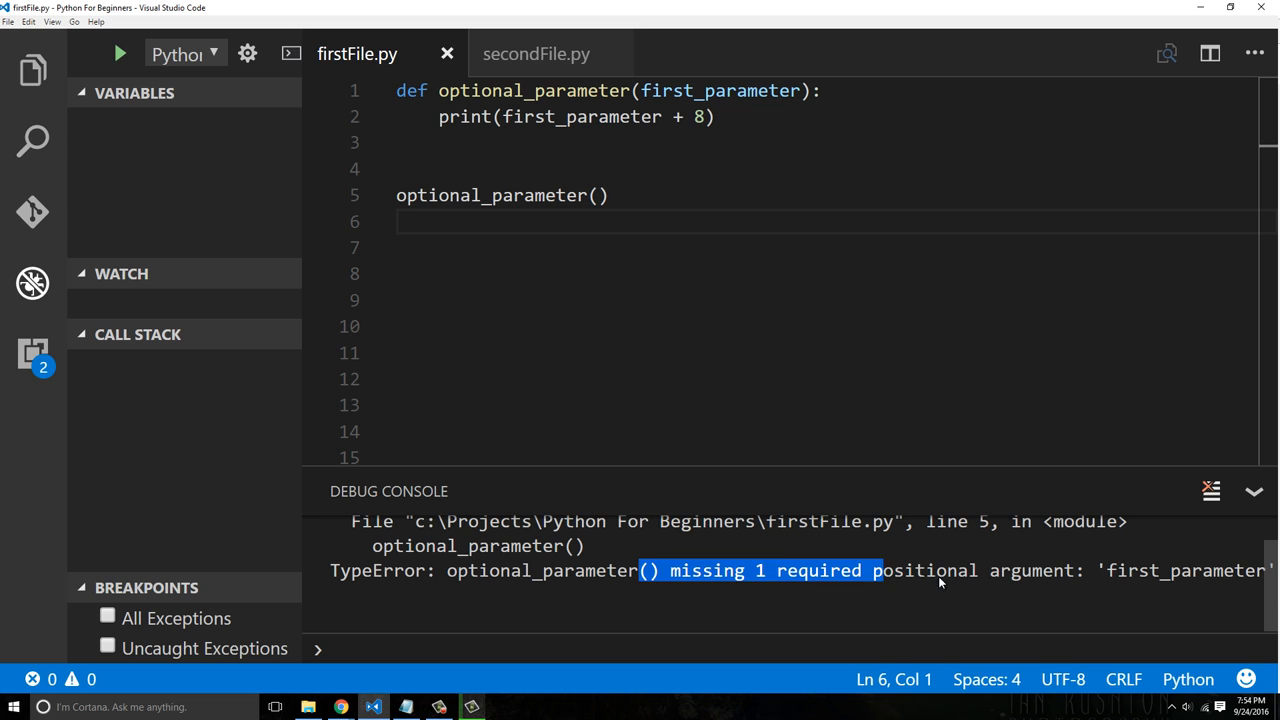 firstFile.py - Python For Beginners - Visual Studio Code
File Edit View Go Help
Python
firstFile.py
secondFile.py
VARIABLES
WATCH
CALL STACK
BREAKPOINTS
All Exceptions
Uncaught Exceptions
2
1 def optional_parameter(first_parameter):
2 print(first_parameter + 8)
3
4
5 optional_parameter()
6
7
8
9
10
11
12
13
14
15
DEBUG CONSOLE
File "c:\Projects\Python For Beginners\firstFile.py", line 5, in <module>
optional_parameter()
TypeError: optional_parameter() missing 1 required positional argument: 'first_parameter'
0 0
Ln 6, Col 1 Spaces: 4 UTF-8 CRLF Python
I'm Cortana. Ask me anything.
7:54 PM
9/24/2016